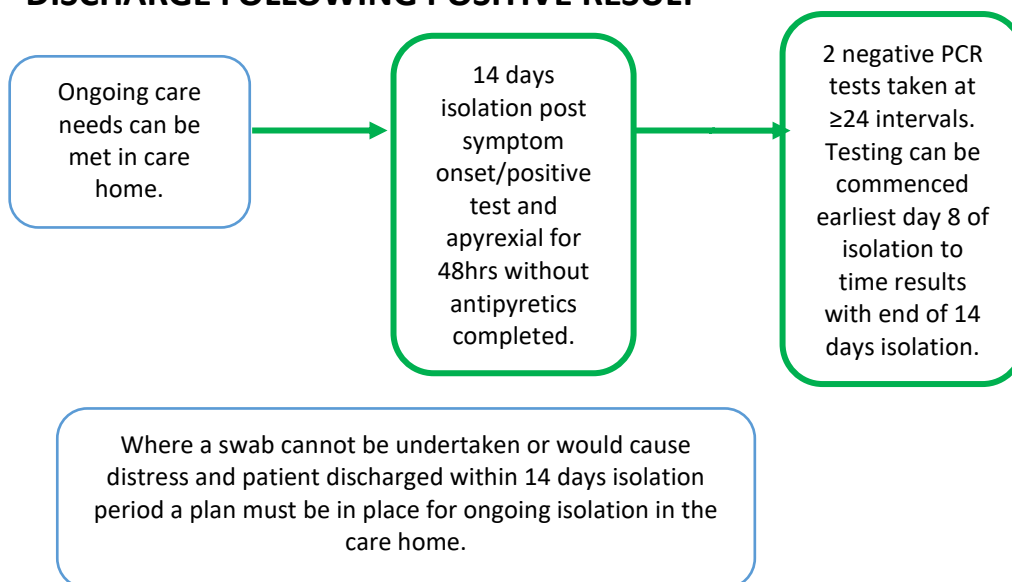 DISCHARGE FOLLOWING POSITIVE RESULT
Ongoing care
needs can be
met in care
home.
14 days
isolation post
symptom
onset/positive
test and
apyrexial for
48hrs without
antipyretics
completed.
2 negative PCR
tests taken at
≥24 intervals.
Testing can be
commenced
earliest day 8 of
isolation to
time results
with end of 14
days isolation.
Where a swab cannot be undertaken or would cause
distress and patient discharged within 14 days isolation
period a plan must be in place for ongoing isolation in the
care home.